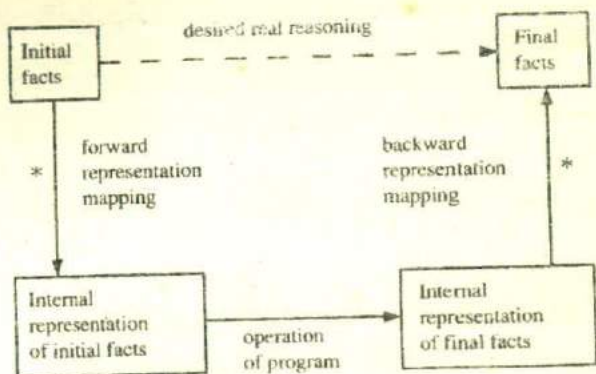 desired real reasoning
Initial
facts
Final
facts
*
forward
representation
mapping
backward
representation
mapping
*
Internal
representation
of initial facts
operation
of program
Internal
representation
of final facts